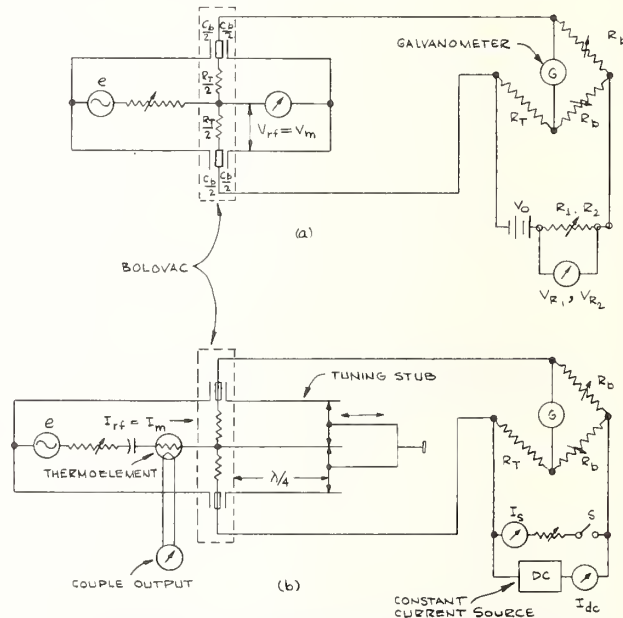 C_b/2 C_b/2
GALVANOMETER
R_b
G
e
R_T/2
R_T/2
V_rf = V_m
R_T
R_b
C_b/2 C_b/2
V_o
R_1, R_2
V_R1, V_R2
(a)
BOLOVAC
TUNING STUB
R_b
e
I_rf = I_m
G
THERMOELEMENT
λ/4
R_T
R_b
I_s
S
COUPLE OUTPUT
(b)
DC
I_dc
CONSTANT
CURRENT SOURCE